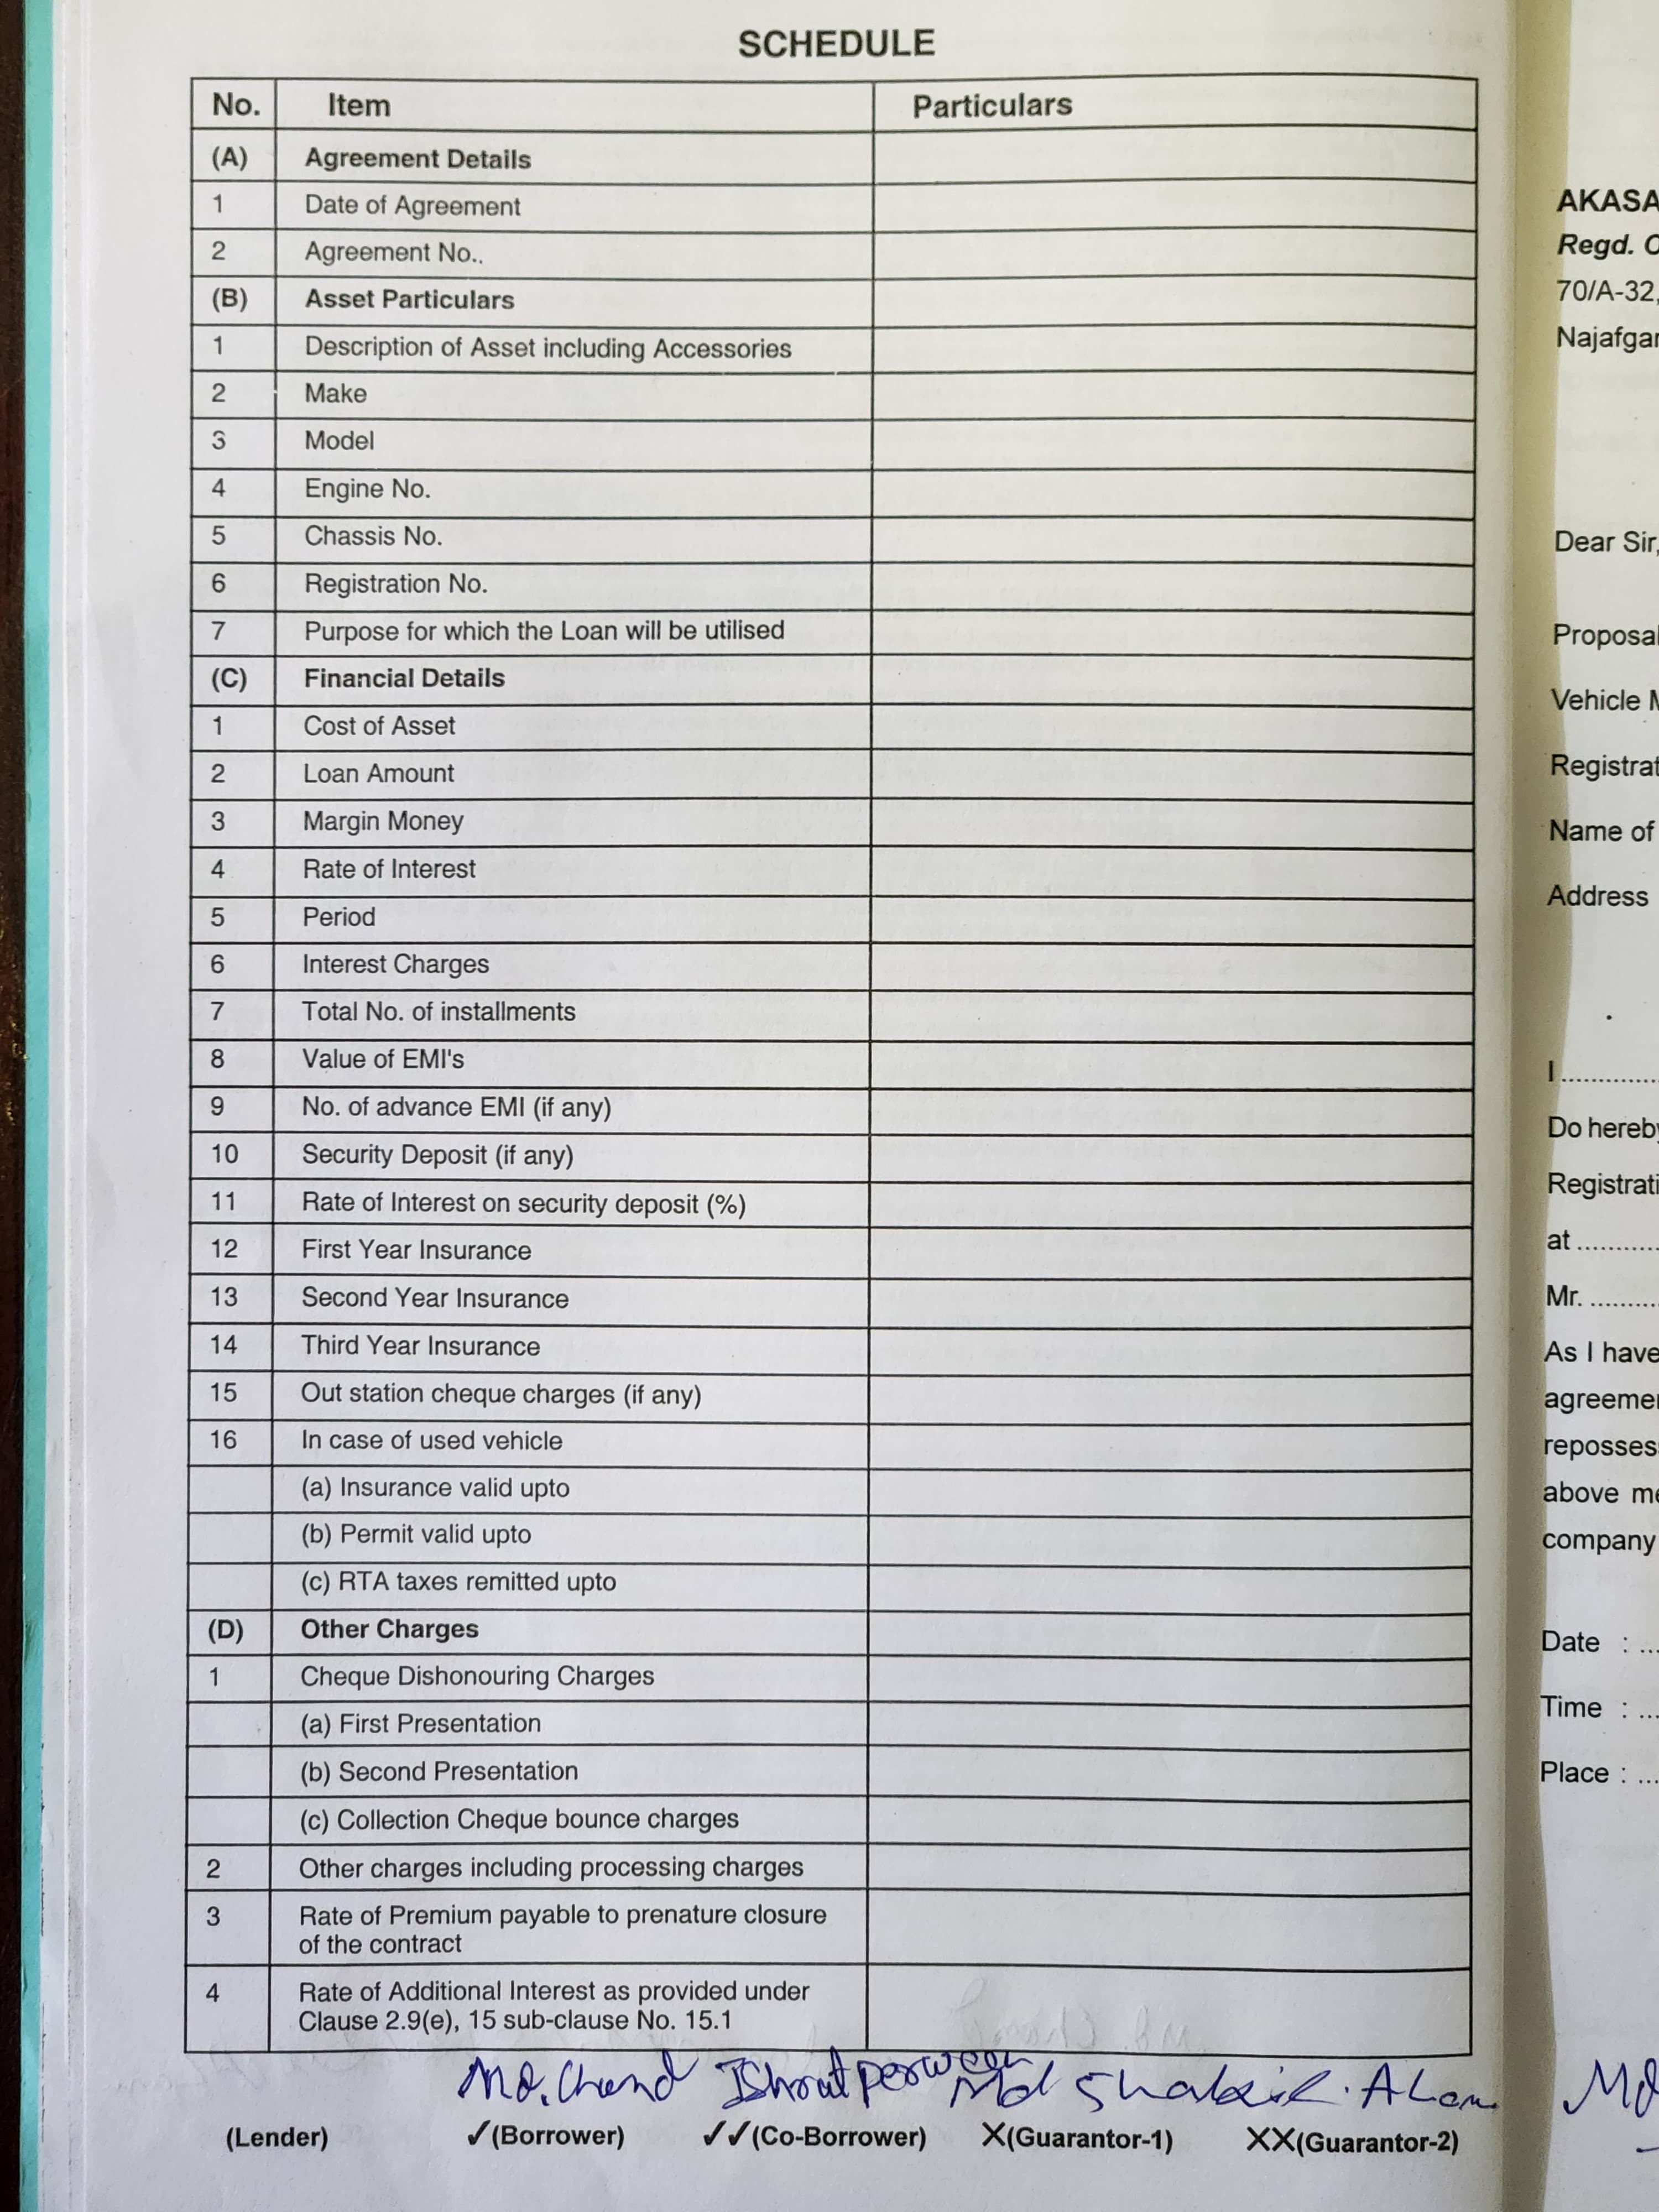 SCHEDULE
No. Item Particulars
(A) Agreement Details
1 Date of Agreement
2 Agreement No..
(B) Asset Particulars
1 Description of Asset including Accessories
2 Make
3 Model
4 Engine No.
5 Chassis No.
6 Registration No.
7 Purpose for which the Loan will be utilised
(C) Financial Details
1 Cost of Asset
2 Loan Amount
3 Margin Money
4 Rate of Interest
5 Period
6 Interest Charges
7 Total No. of installments
8 Value of EMI's
9 No. of advance EMI (if any)
10 Security Deposit (if any)
11 Rate of Interest on security deposit (%)
12 First Year Insurance
13 Second Year Insurance
14 Third Year Insurance
15 Out station cheque charges (if any)
16 In case of used vehicle
(a) Insurance valid upto
(b) Permit valid upto
(c) RTA taxes remitted upto
(D) Other Charges
1 Cheque Dishonouring Charges
(a) First Presentation
(b) Second Presentation
(c) Collection Cheque bounce charges
2 Other charges including processing charges
3 Rate of Premium payable to prenature closure
of the contract
4 Rate of Additional Interest as provided under
Clause 2.9(e), 15 sub-clause No. 15.1
Md. Chand Ishrat perween Md Shakil. Alam
(Lender) ✓(Borrower) ✓✓(Co-Borrower) X(Guarantor-1) XX(Guarantor-2)
AKASA
Regd. O
70/A-32,
Najafgar
Dear Sir,
Proposal
Vehicle M
Registrat
Name of
Address
I ............
Do hereby
Registrati
at ...........
Mr. .........
As I have
agreemen
reposses
above me
company
Date : ...
Time : ...
Place : ...